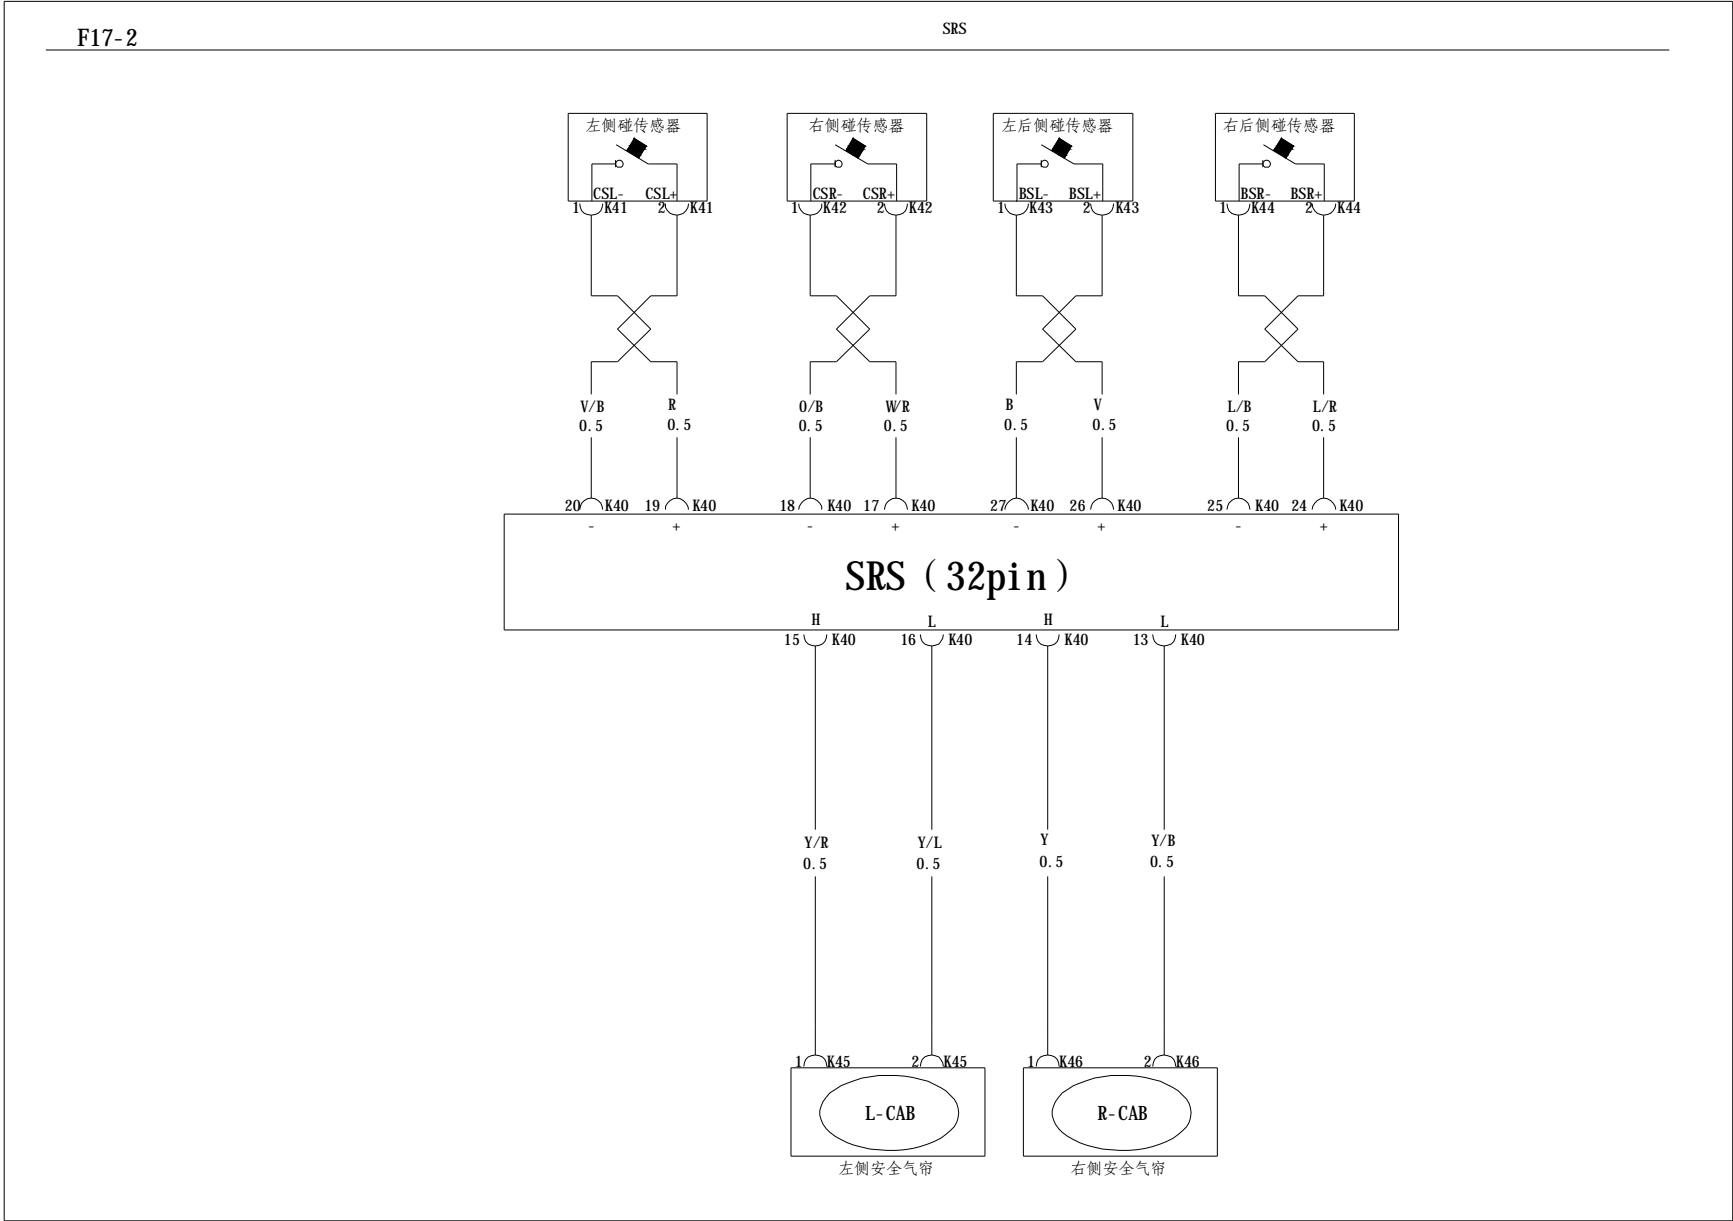 F17-2
SRS
左侧碰传感器 右侧碰传感器 左后侧碰传感器 右后侧碰传感器
CSL- CSL+ CSR- CSR+ BSL- BSL+ BSR- BSR+
1 K41 2 K41 1 K42 2 K42 1 K43 2 K43 1 K44 2 K44
V/B R O/B W/R B V L/B L/R
0.5 0.5 0.5 0.5 0.5 0.5 0.5 0.5
20 K40 19 K40 18 K40 17 K40 27 K40 26 K40 25 K40 24 K40
- + - + - + - +
SRS（32pin）
H L H L
15 K40 16 K40 14 K40 13 K40
Y/R Y/L Y Y/B
0.5 0.5 0.5 0.5
1 K45 2 K45 1 K46 2 K46
L-CAB R-CAB
左侧安全气帘 右侧安全气帘